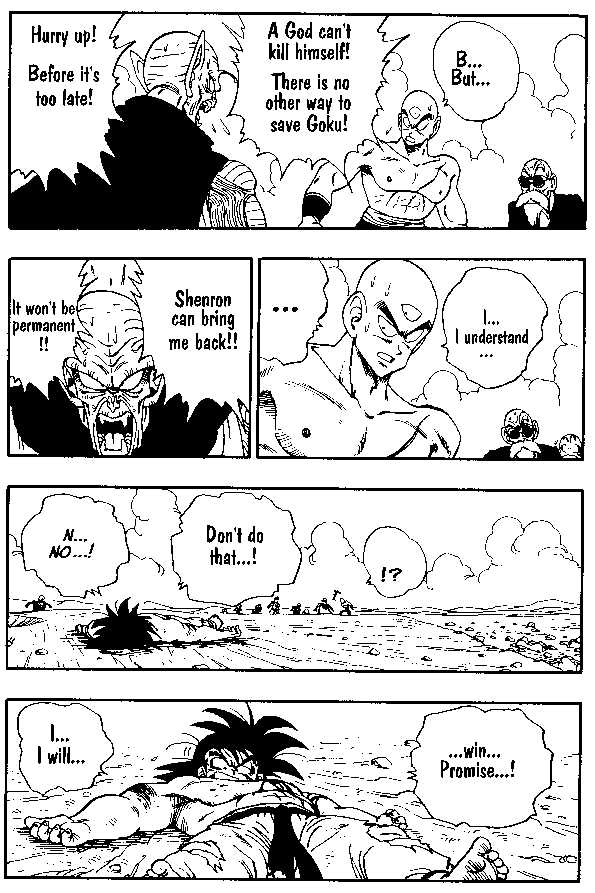 Hurry up!
Before it's
too late!
A God can't
kill himself!
There is no
other way to
save Goku!
B...
But...
It won't be
permanent
!!
Shenron
can bring
me back!!
...
I...
I understand
...
N...
NO...!
Don't do
that...!
!?
I...
I will...
...win...
Promise...!